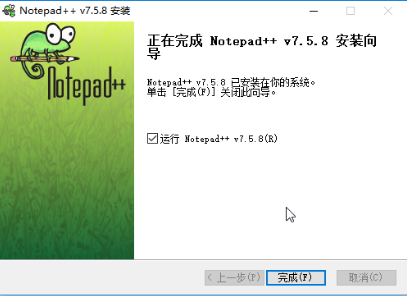 Notepad++ v7.5.8 安装
Notepad++
正在完成 Notepad++ v7.5.8 安装向
导
Notepad++ v7.5.8 已安装在你的系统。
单击 [完成(F)] 关闭此向导。
运行 Notepad++ v7.5.8(R)
< 上一步(P)
完成(F)
取消(C)